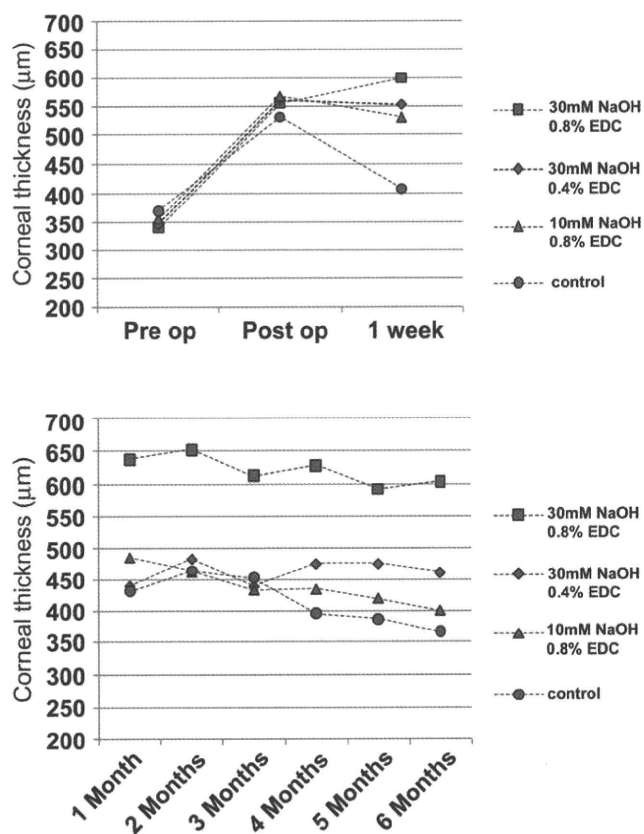 Corneal thickness (μm)
700
650
600
550
500
450
400
350
300
250
200
Pre op
Post op
1 week
30mM NaOH
0.8% EDC
30mM NaOH
0.4% EDC
10mM NaOH
0.8% EDC
control
Corneal thickness (μm)
700
650
600
550
500
450
400
350
300
250
200
1 Month
2 Months
3 Months
4 Months
5 Months
6 Months
30mM NaOH
0.8% EDC
30mM NaOH
0.4% EDC
10mM NaOH
0.8% EDC
control